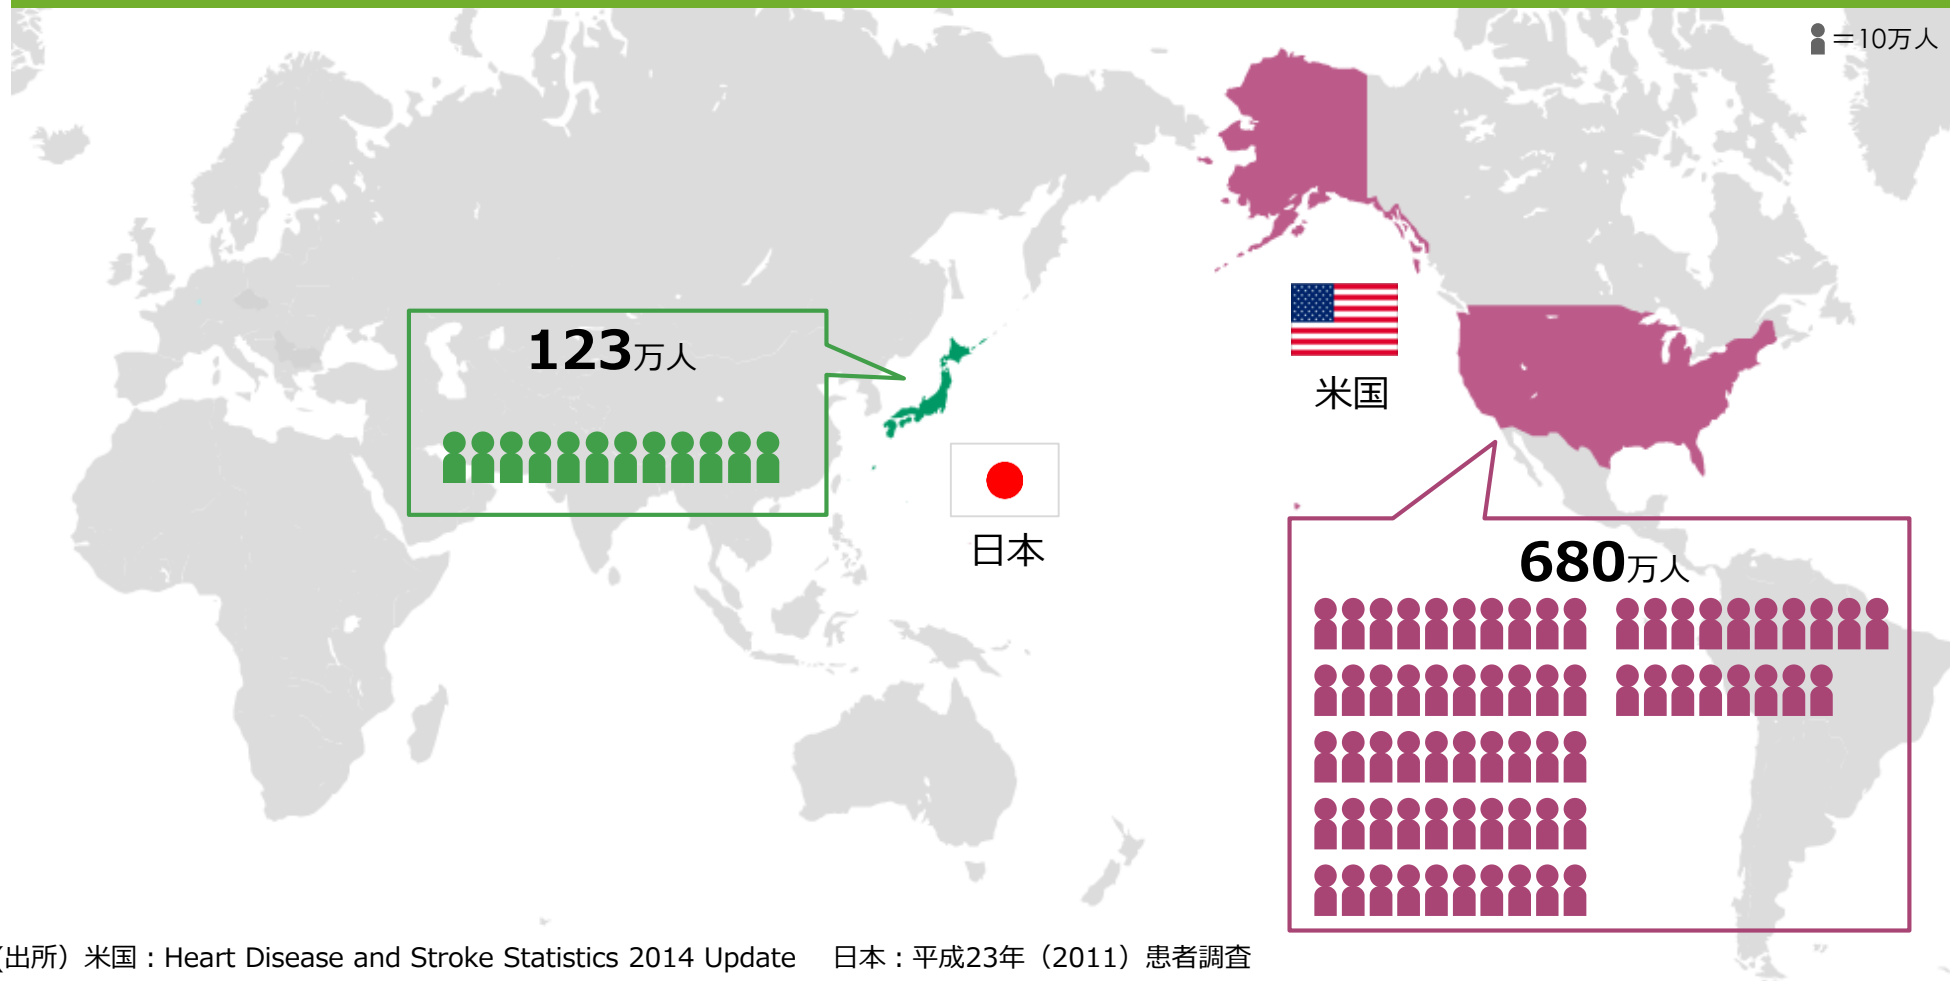 ＝10万人
123万人
米国
日本
680万人
(出所）米国：Heart Disease and Stroke Statistics 2014 Update　日本：平成23年（2011）患者調査